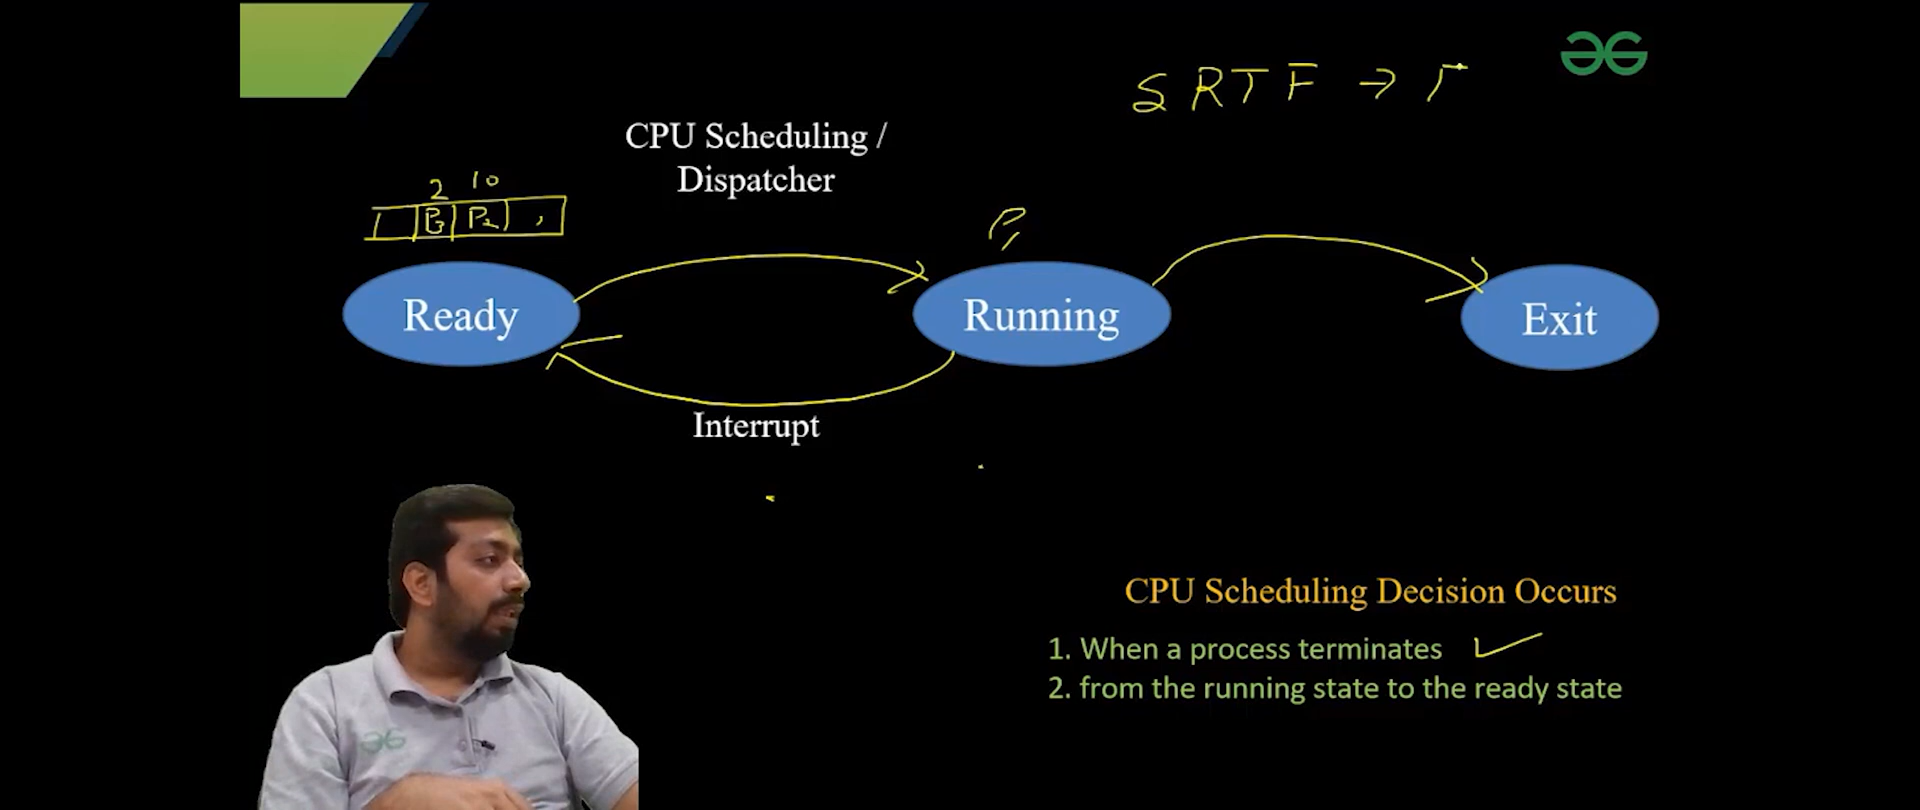 SRTF → r
CPU Scheduling /
Dispatcher
2 10
P3 P2 ,
P1
Ready
Running
Exit
Interrupt
CPU Scheduling Decision Occurs
1. When a process terminates ✓
2. from the running state to the ready state